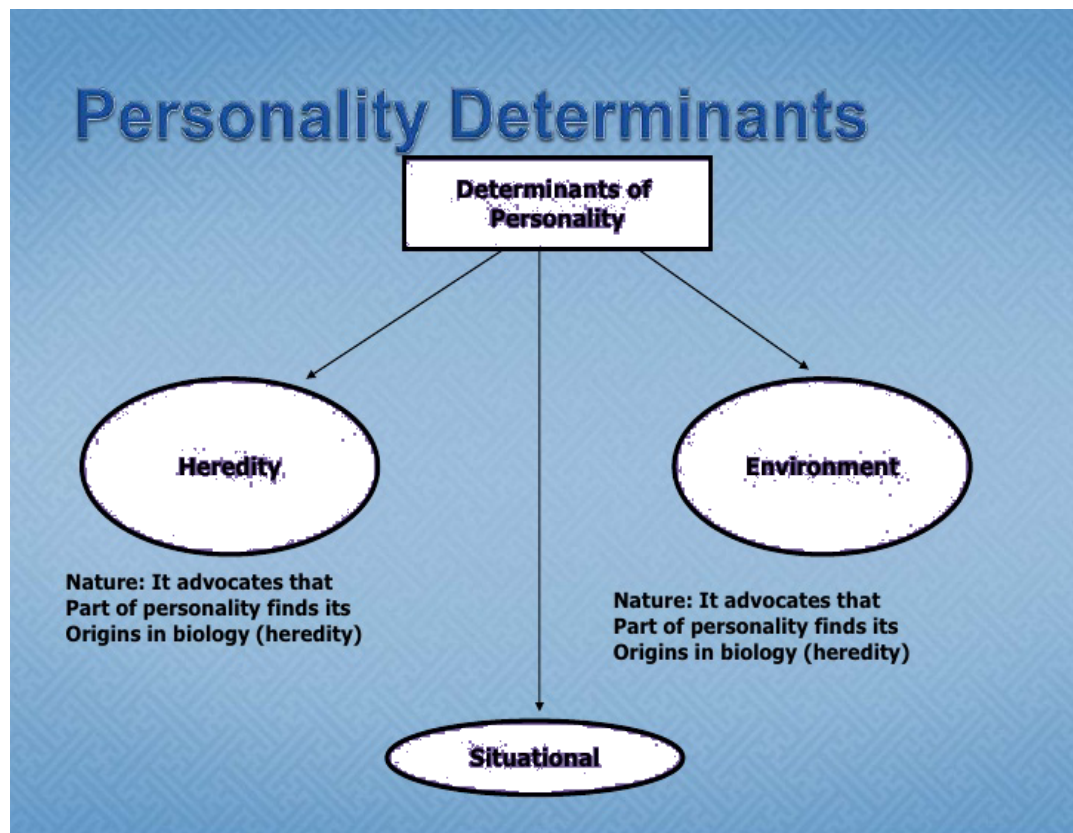 Personality Determinants
Determinants of
Personality
Heredity
Environment
Nature: It advocates that
Part of personality finds its
Origins in biology (heredity)
Nature: It advocates that
Part of personality finds its
Origins in biology (heredity)
Situational